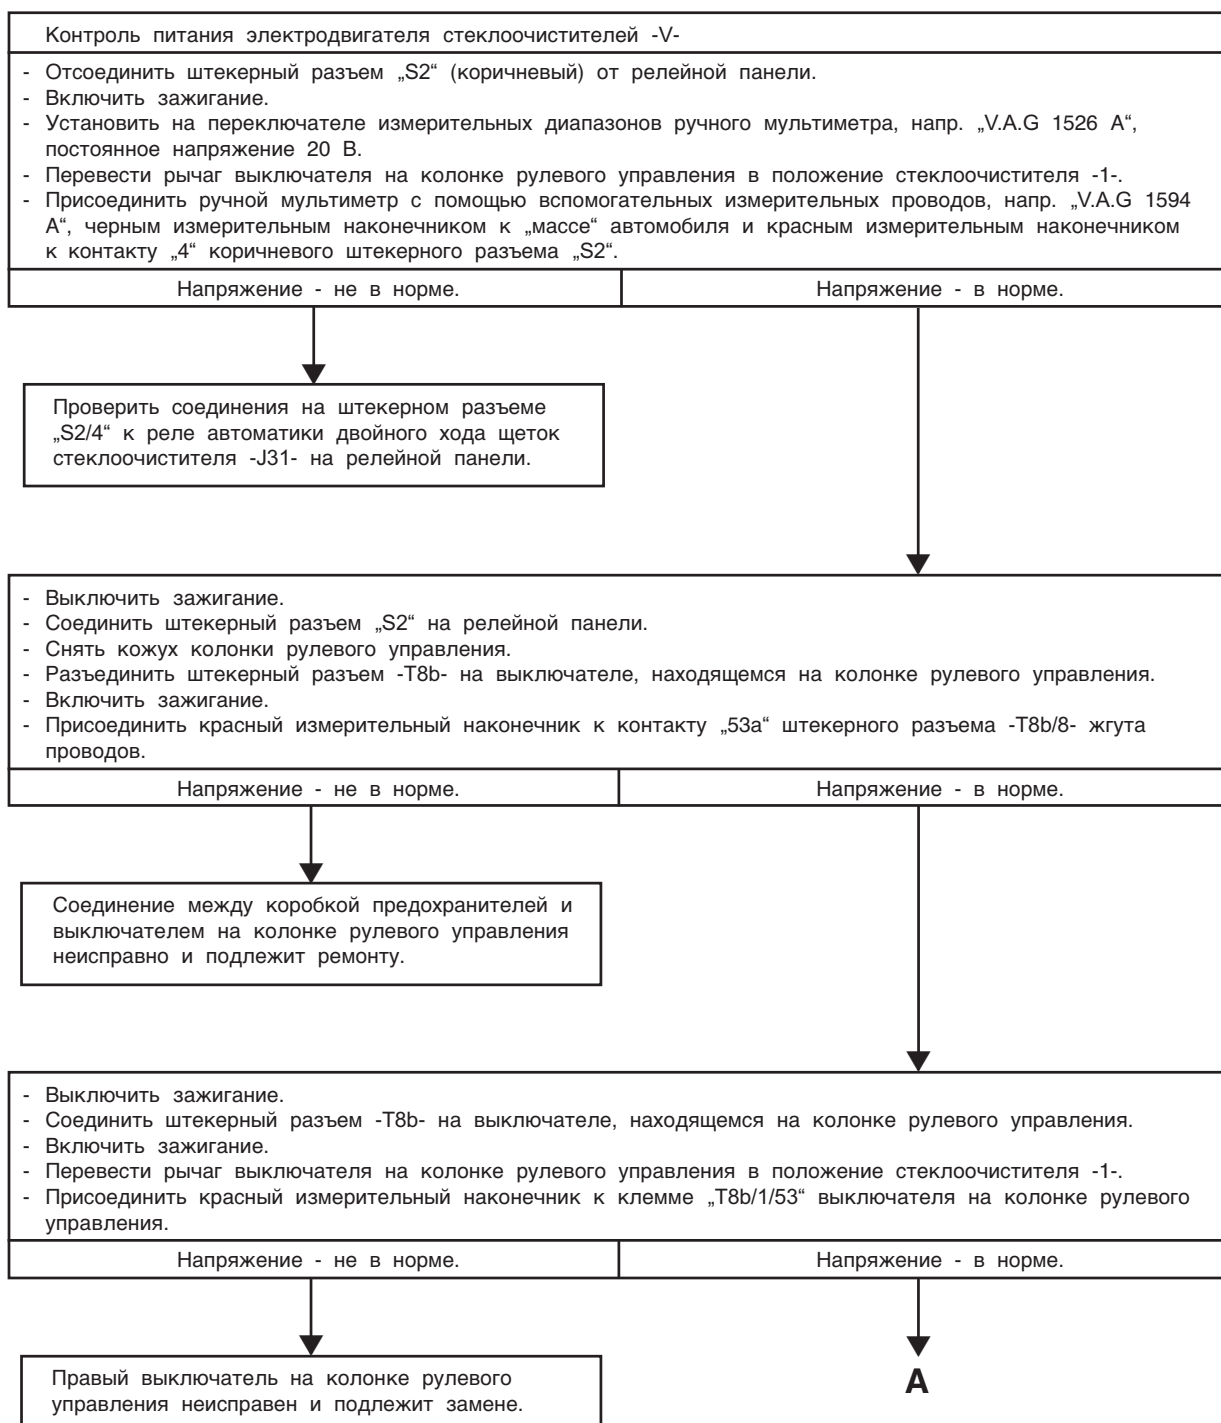 Контроль питания электродвигателя стеклоочистителей -V-
- Отсоединить штекерный разъем „S2“ (коричневый) от релейной панели.
- Включить зажигание.
- Установить на переключателе измерительных диапазонов ручного мультиметра, напр. „V.A.G 1526 A“,
постоянное напряжение 20 В.
- Перевести рычаг выключателя на колонке рулевого управления в положение стеклоочистителя -1-.
- Присоединить ручной мультиметр с помощью вспомогательных измерительных проводов, напр. „V.A.G 1594
A“, черным измерительным наконечником к „массе“ автомобиля и красным измерительным наконечником
к контакту „4“ коричневого штекерного разъема „S2“.
Напряжение - не в норме.
Напряжение - в норме.
Проверить соединения на штекерном разъеме
„S2/4“ к реле автоматики двойного хода щеток
стеклоочистителя -J31- на релейной панели.
- Выключить зажигание.
- Соединить штекерный разъем „S2“ на релейной панели.
- Снять кожух колонки рулевого управления.
- Разъединить штекерный разъем -T8b- на выключателе, находящемся на колонке рулевого управления.
- Включить зажигание.
- Присоединить красный измерительный наконечник к контакту „53a“ штекерного разъема -T8b/8- жгута
проводов.
Напряжение - не в норме.
Напряжение - в норме.
Соединение между коробкой предохранителей и
выключателем на колонке рулевого управления
неисправно и подлежит ремонту.
- Выключить зажигание.
- Соединить штекерный разъем -T8b- на выключателе, находящемся на колонке рулевого управления.
- Включить зажигание.
- Перевести рычаг выключателя на колонке рулевого управления в положение стеклоочистителя -1-.
- Присоединить красный измерительный наконечник к клемме „T8b/1/53“ выключателя на колонке рулевого
управления.
Напряжение - не в норме.
Напряжение - в норме.
Правый выключатель на колонке рулевого
управления неисправен и подлежит замене.
A